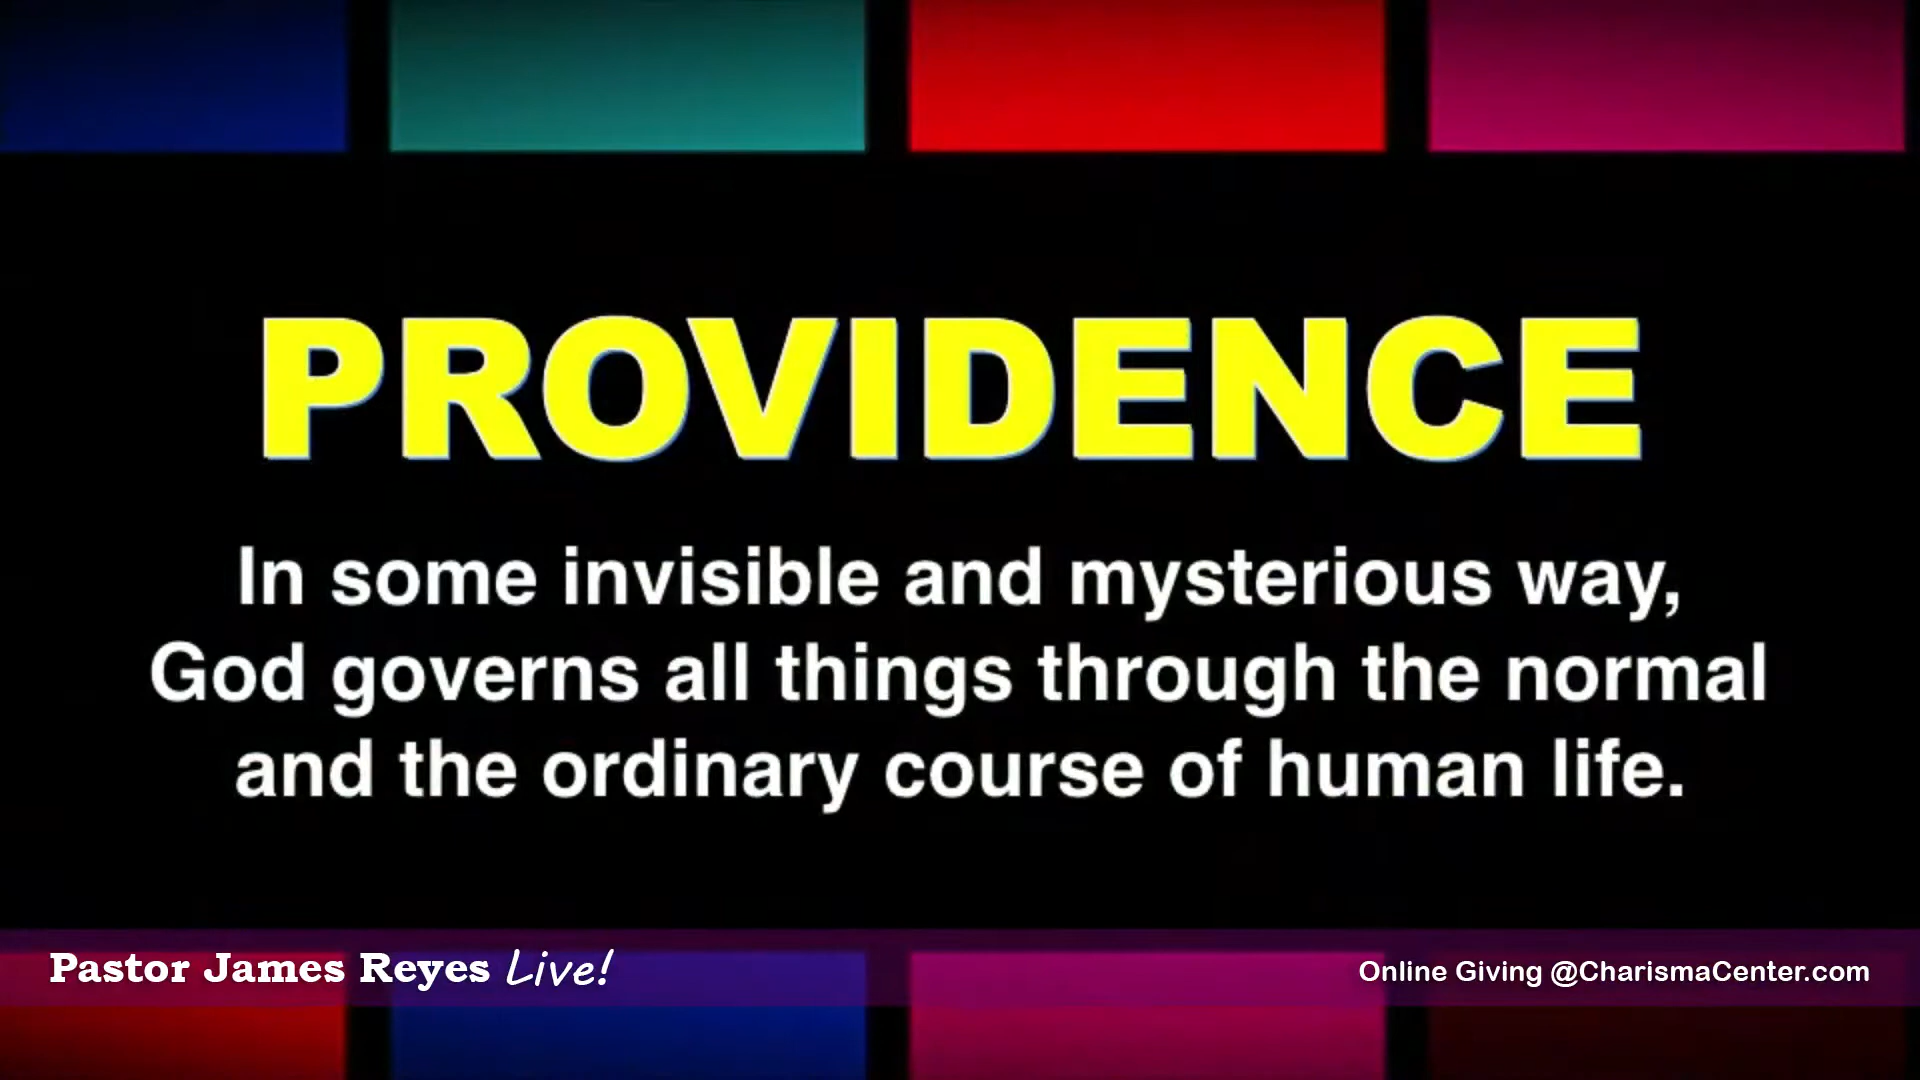 PROVIDENCE
In some invisible and mysterious way,
God governs all things through the normal
and the ordinary course of human life.
Pastor James Reyes Live!
Online Giving @CharismaCenter.com